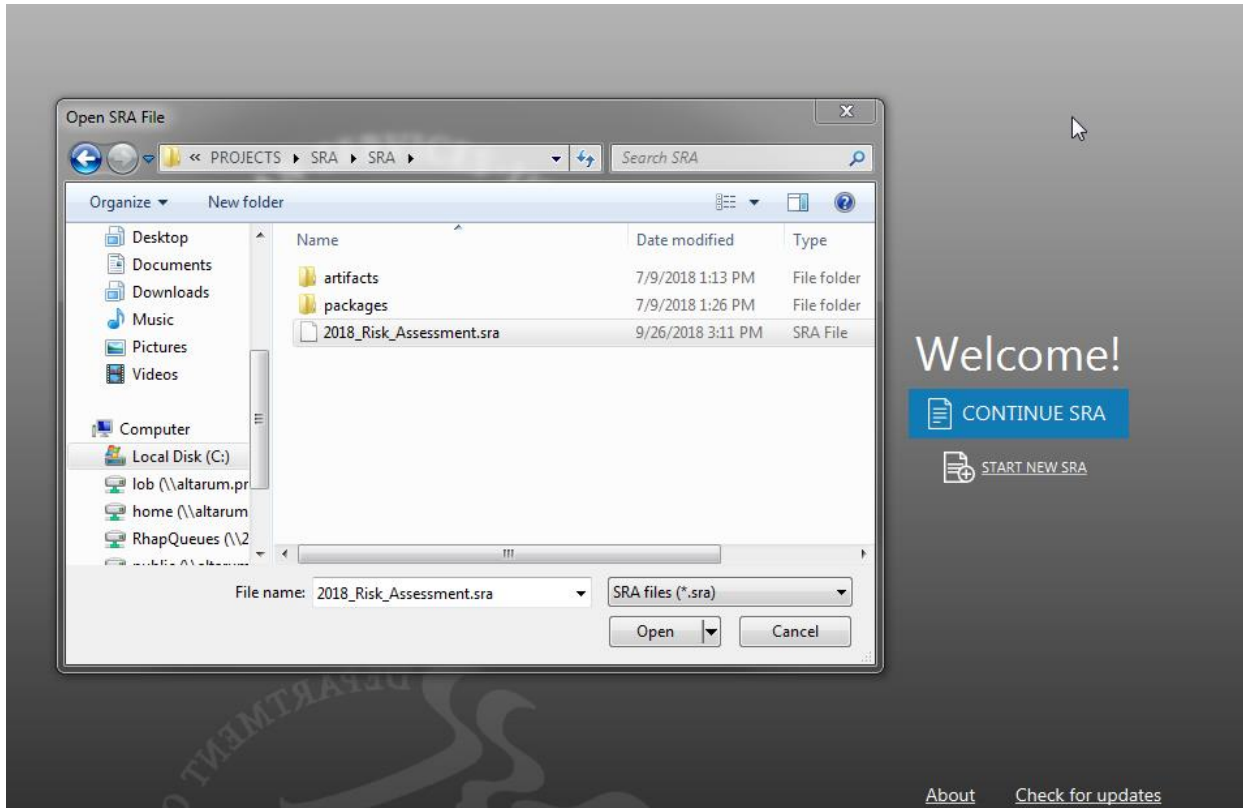 Open SRA File
« PROJECTS ▸ SRA ▸ SRA ▸
Search SRA
Organize
New folder
Desktop
Documents
Downloads
Music
Pictures
Videos
Computer
Local Disk (C:)
lob (\\altarum.pr
home (\\altarum
RhapQueues (\\2
Name Date modified Type
artifacts 7/9/2018 1:13 PM File folder
packages 7/9/2018 1:26 PM File folder
2018_Risk_Assessment.sra 9/26/2018 3:11 PM SRA File
File name: 2018_Risk_Assessment.sra SRA files (*.sra)
Open Cancel
Welcome!
CONTINUE SRA
START NEW SRA
DEPARTMENT O
About Check for updates